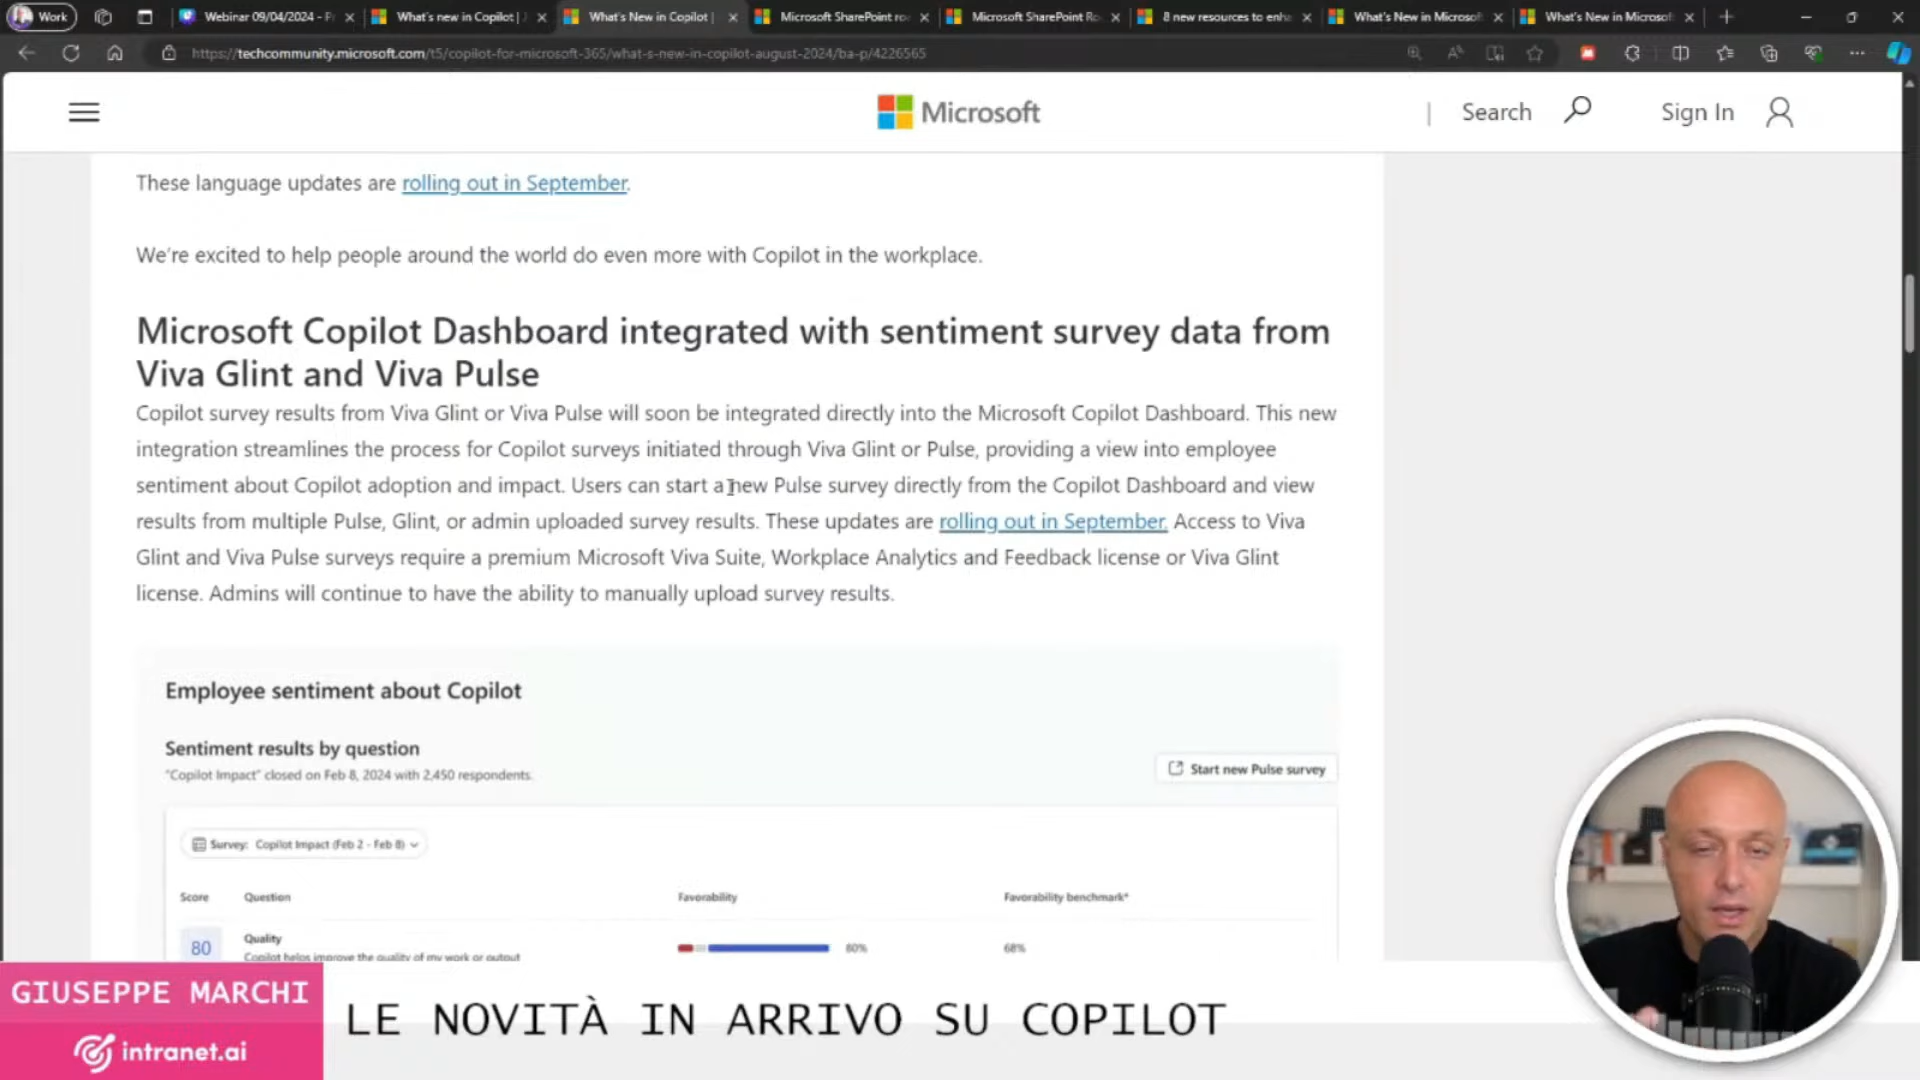 Work
Webinar 09/04/2024 - P
What's new in Copilot |
What's New in Copilot |
Microsoft SharePoint ro
Microsoft SharePoint Ro
8 new resources to enha
What's New in Microsof
What's New in Microsof
https://techcommunity.microsoft.com/t5/copilot-for-microsoft-365/what-s-new-in-copilot-august-2024/ba-p/4226565
Microsoft
Search
Sign In
These language updates are rolling out in September.
We're excited to help people around the world do even more with Copilot in the workplace.
Microsoft Copilot Dashboard integrated with sentiment survey data from
Viva Glint and Viva Pulse
Copilot survey results from Viva Glint or Viva Pulse will soon be integrated directly into the Microsoft Copilot Dashboard. This new
integration streamlines the process for Copilot surveys initiated through Viva Glint or Pulse, providing a view into employee
sentiment about Copilot adoption and impact. Users can start a new Pulse survey directly from the Copilot Dashboard and view
results from multiple Pulse, Glint, or admin uploaded survey results. These updates are rolling out in September. Access to Viva
Glint and Viva Pulse surveys require a premium Microsoft Viva Suite, Workplace Analytics and Feedback license or Viva Glint
license. Admins will continue to have the ability to manually upload survey results.
Employee sentiment about Copilot
Sentiment results by question
"Copilot Impact" closed on Feb 8, 2024 with 2,450 respondents.
Start new Pulse survey
Survey: Copilot Impact (Feb 2 - Feb 8)
Score Question Favorability Favorability benchmark*
80 Quality 80% 68%
Copilot helps improve the quality of my work or output
GIUSEPPE MARCHI
intranet.ai
LE NOVITÀ IN ARRIVO SU COPILOT